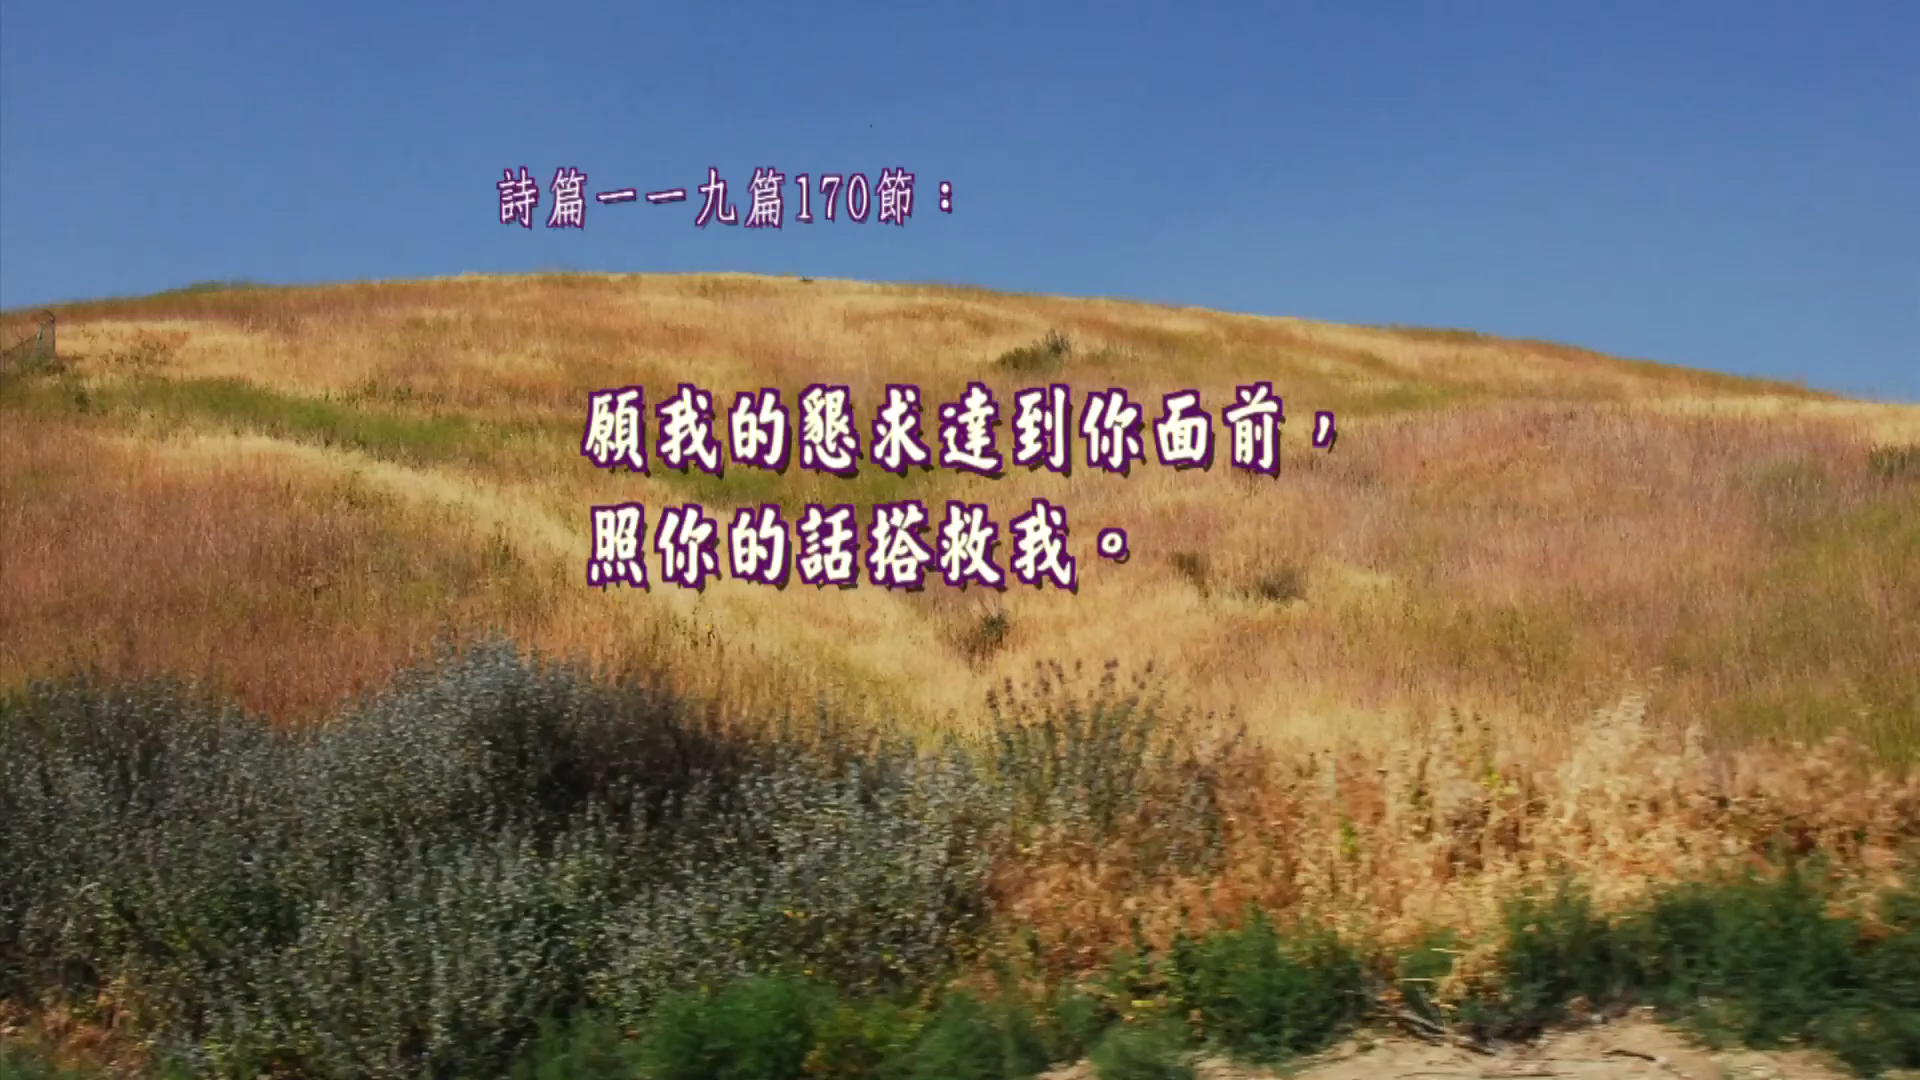 詩篇一一九篇170節：
願我的懇求達到你面前，
照你的話搭救我。